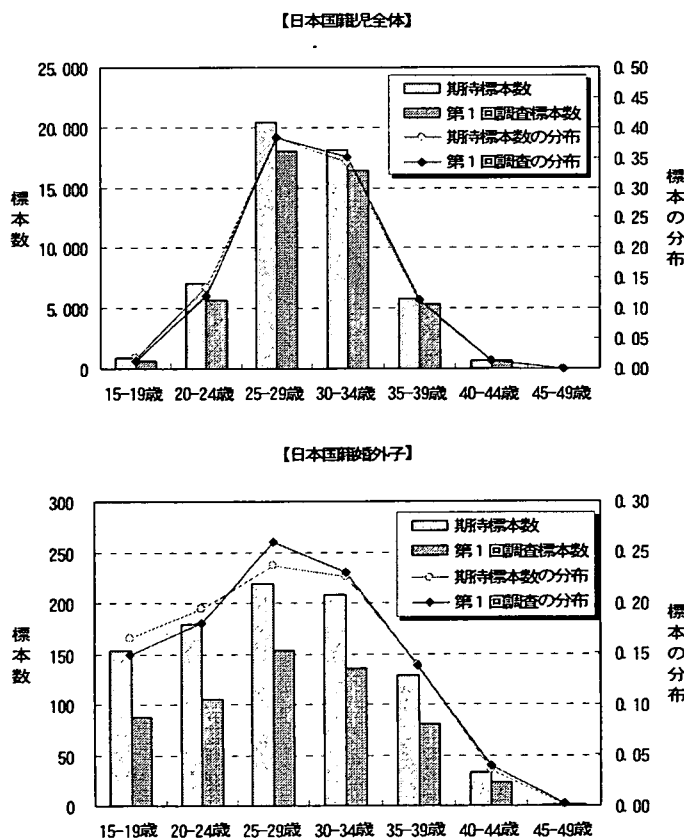 【日本国籍児全体】
25,000
20,000
15,000
10,000
5,000
0
標本数
0.50
0.45
0.40
0.35
0.30
0.25
0.20
0.15
0.10
0.05
0.00
標本の分布
期待標本数
第1回調査標本数
期待標本数の分布
第1回調査の分布
15-19歳 20-24歳 25-29歳 30-34歳 35-39歳 40-44歳 45-49歳
【日本国籍婚外子】
300
250
200
150
100
50
0
標本数
0.30
0.25
0.20
0.15
0.10
0.05
0.00
標本の分布
期待標本数
第1回調査標本数
期待標本数の分布
第1回調査の分布
15-19歳 20-24歳 25-29歳 30-34歳 35-39歳 40-44歳 45-49歳